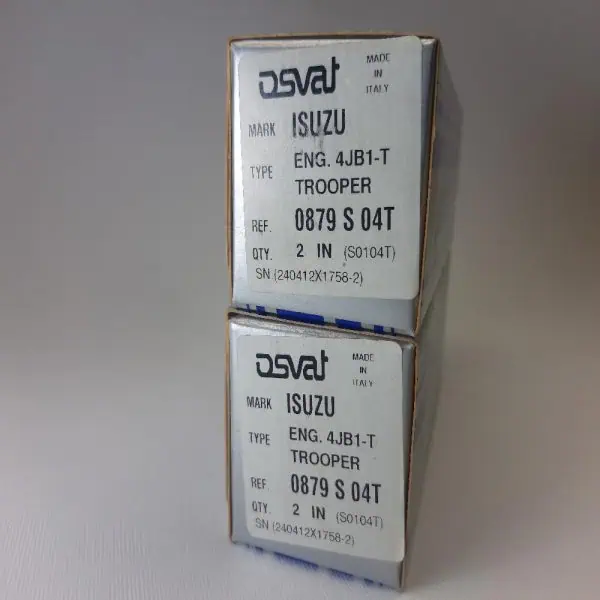 osvat
MADE
IN
ITALY
MARK ISUZU
TYPE ENG. 4JB1-T
TROOPER
REF. 0879 S 04T
QTY. 2 IN (S0104T)
SN.(240412X1758-2)
osvat
MADE
IN
ITALY
MARK ISUZU
TYPE ENG. 4JB1-T
TROOPER
REF. 0879 S 04T
QTY. 2 IN (S0104T)
SN (240412X1758-2)